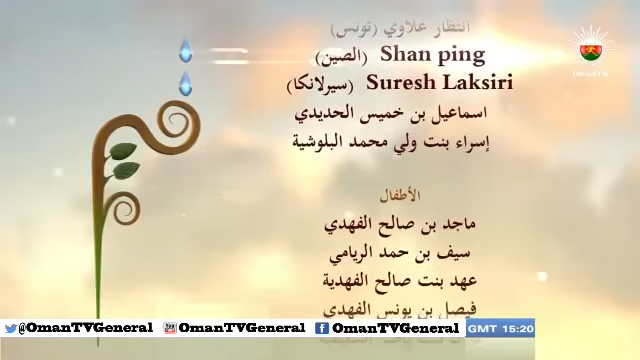 انتظار علاوي (تونس)
Shan ping (الصين)
Suresh Laksiri (سيرلانكا)
اسماعيل بن خميس الحديدي
إسراء بنت ولي محمد البلوشية
الأطفال
ماجد بن صالح الفهدي
سيف بن حمد الريامي
عهد بنت صالح الفهدية
فيصل بن يونس الفهدي
@OmanTVGeneral OmanTVGeneral OmanTVGeneral GMT 15:20